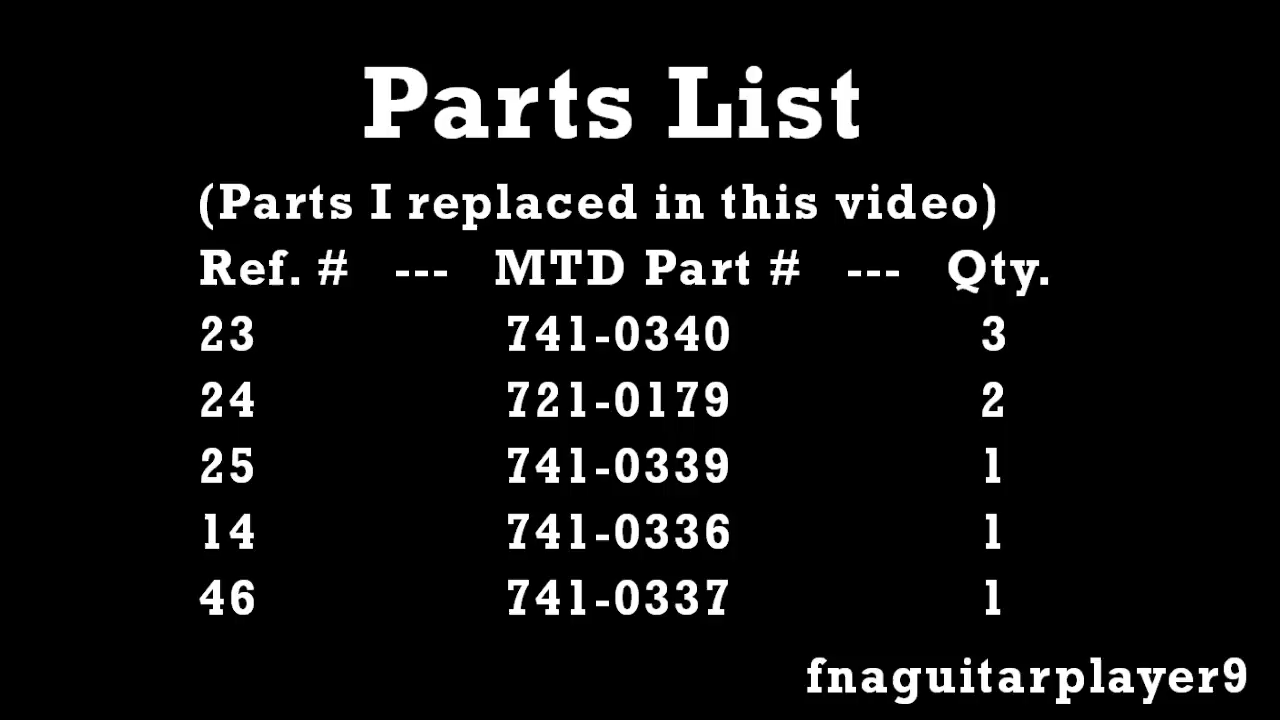 Parts List
(Parts I replaced in this video)
Ref. # --- MTD Part # --- Qty.
23 741-0340 3
24 721-0179 2
25 741-0339 1
14 741-0336 1
46 741-0337 1
fnaguitarplayer9